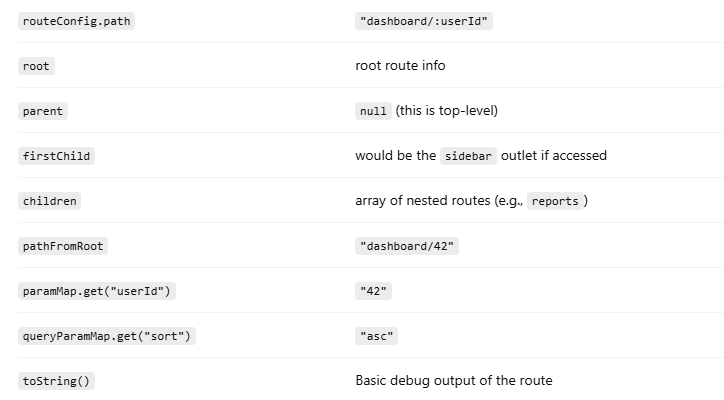 routeConfig.path "dashboard/:userId"
root root route info
parent null (this is top-level)
firstChild would be the sidebar outlet if accessed
children array of nested routes (e.g., reports)
pathFromRoot "dashboard/42"
paramMap.get("userId") "42"
queryParamMap.get("sort") "asc"
toString() Basic debug output of the route